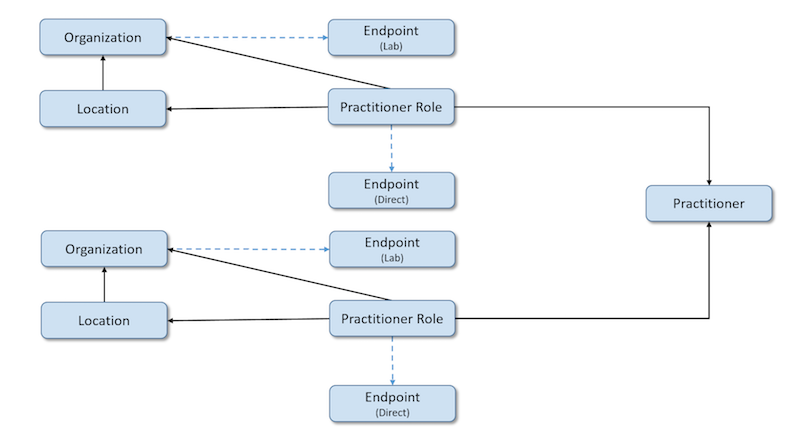 Organization
Endpoint
(Lab)
Location
Practitioner Role
Endpoint
(Direct)
Practitioner
Organization
Endpoint
(Lab)
Location
Practitioner Role
Endpoint
(Direct)